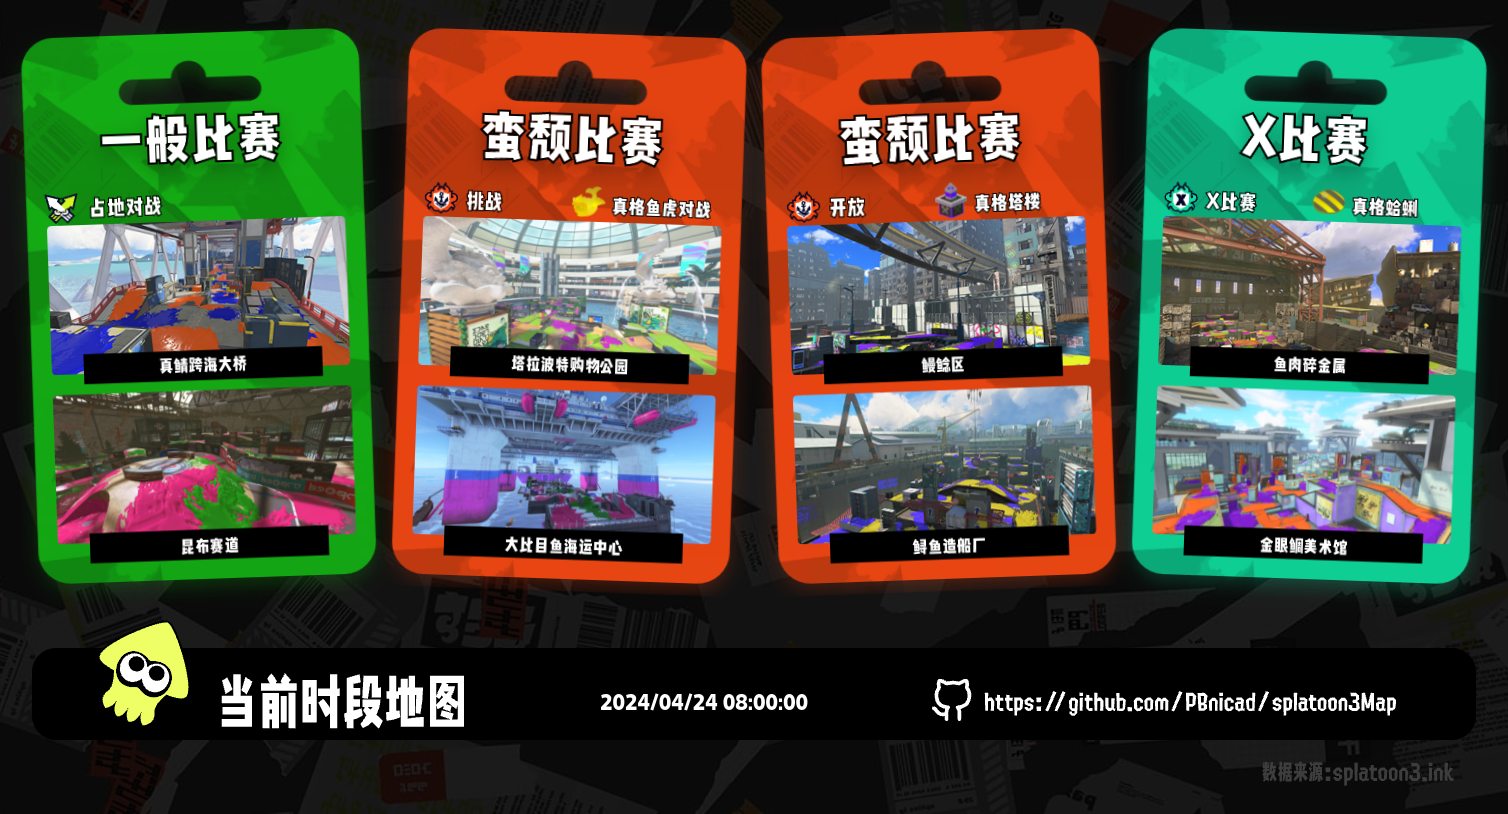 一般比赛
占地对战
真鲭跨海大桥
昆布赛道
蛮颓比赛
挑战
真格鱼虎对战
塔拉波特购物公园
大比目鱼海运中心
蛮颓比赛
开放
真格塔楼
鳗鲶区
鲟鱼造船厂
X比赛
X比赛
真格蛤蜊
鱼肉碎金属
金眼鲷美术馆
当前时段地图
2024/04/24 08:00:00
https://github.com/PBnicad/splatoon3Map
数据来源:splatoon3.ink